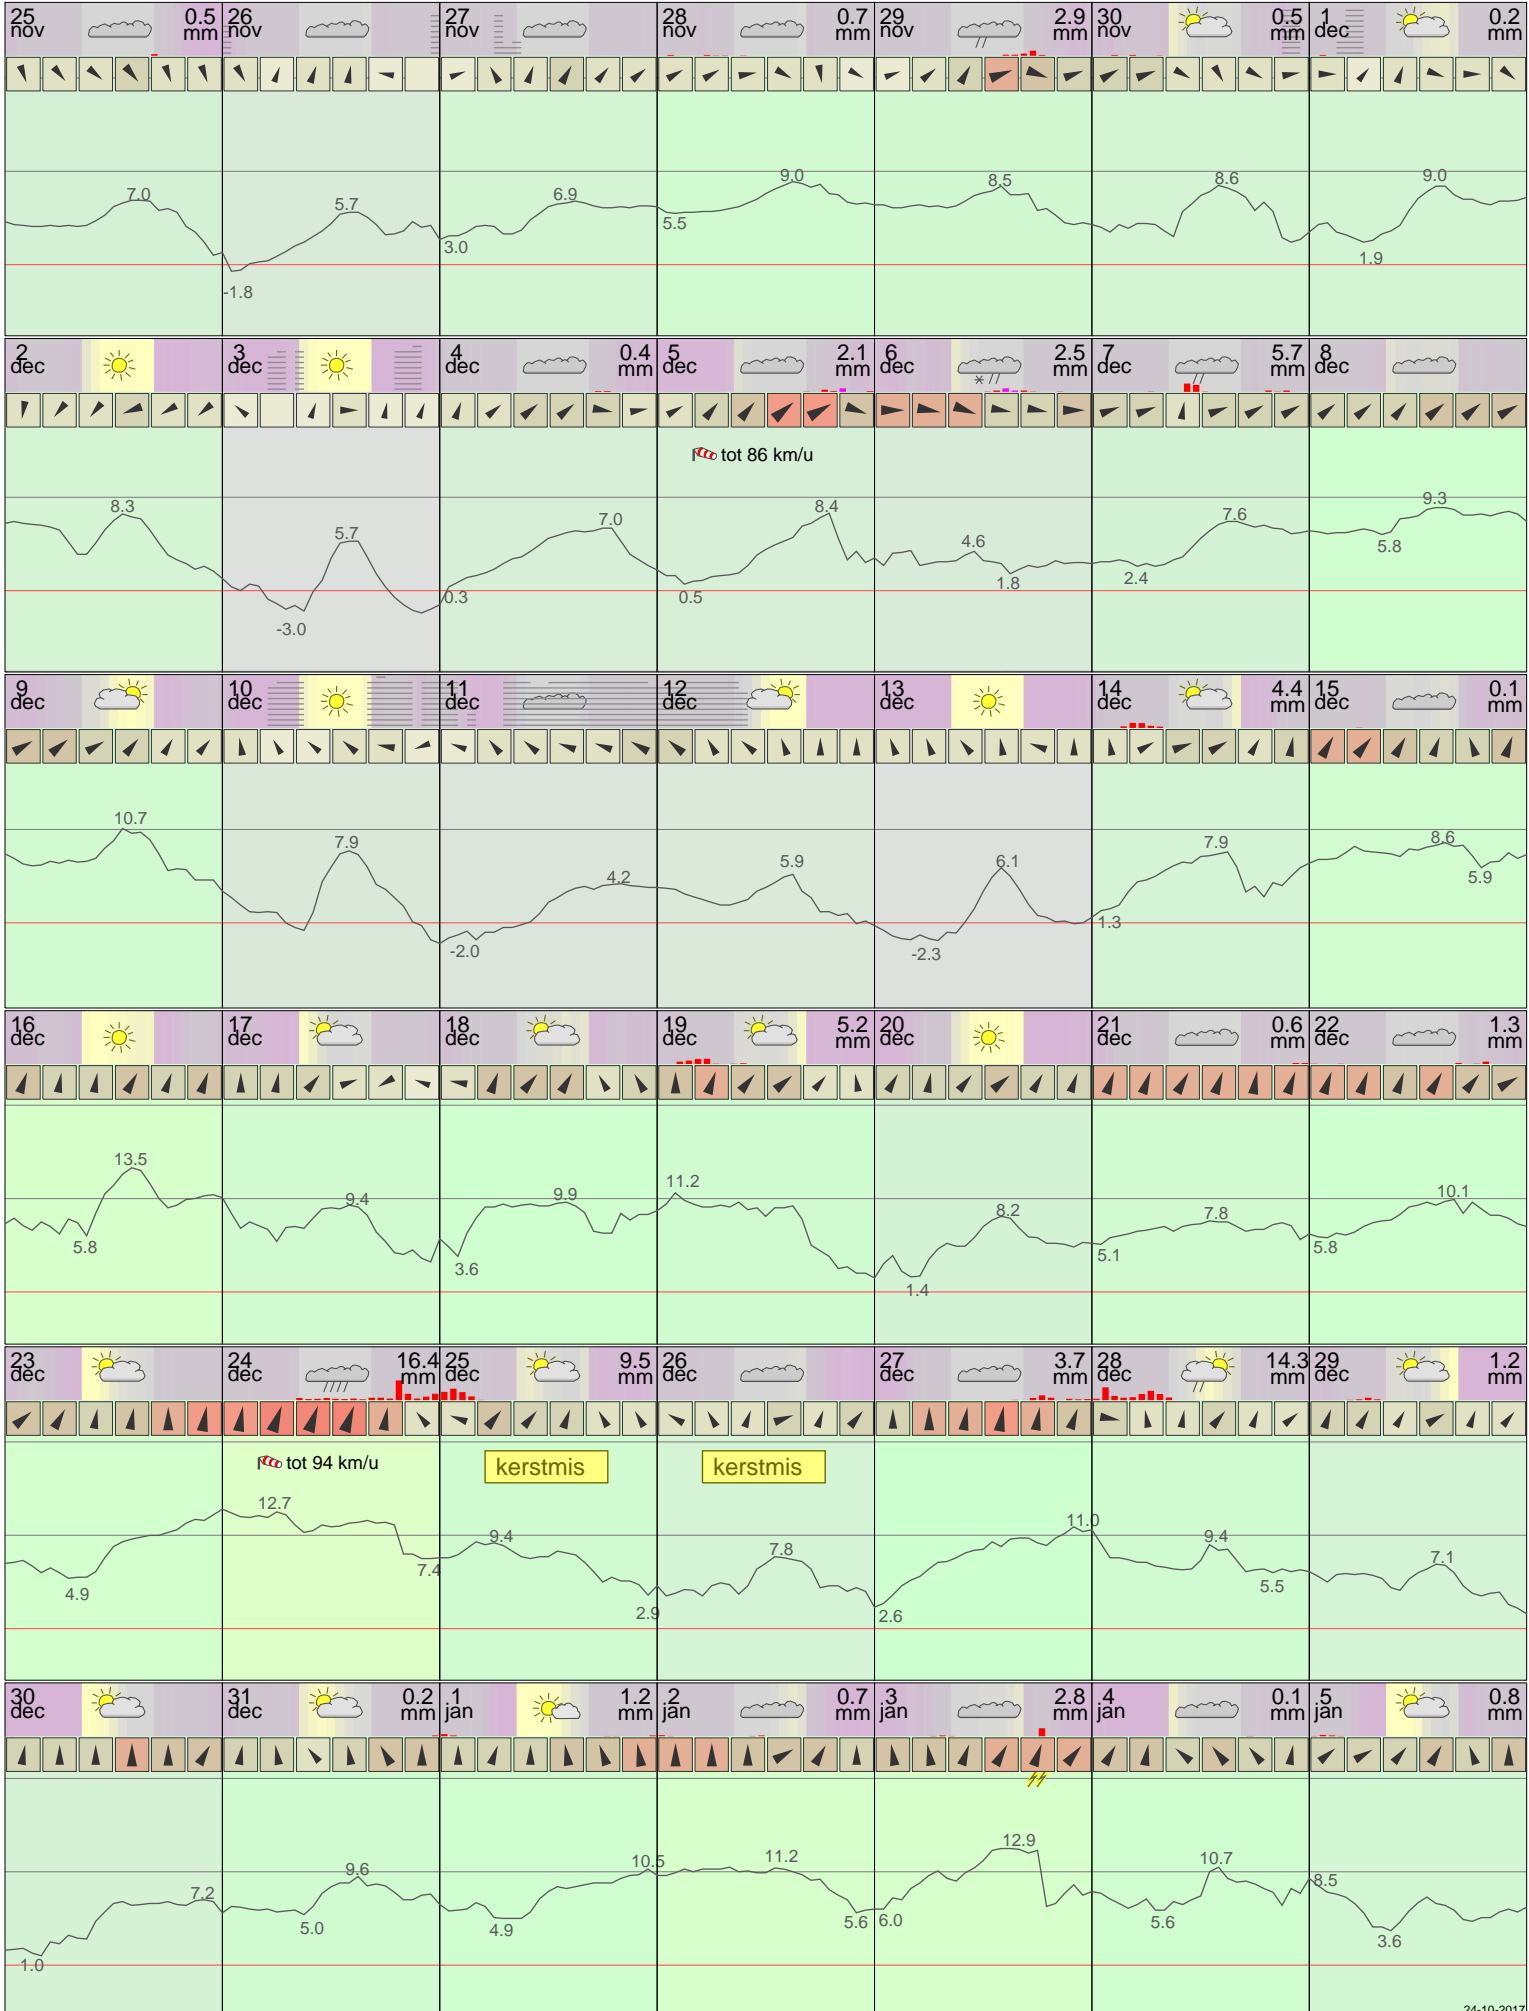 25 nov 0.5 mm
26 nov
27 nov
28 nov 0.7 mm
29 nov 2.9 mm
30 nov 0.5 mm
1 dec 0.2 mm
7.0
-1.8 5.7
3.0 6.9
5.5 9.0
8.5
8.6
1.9 9.0
2 dec
3 dec
4 dec 0.4 mm
5 dec 2.1 mm
6 dec 2.5 mm
7 dec 5.7 mm
8 dec
tot 86 km/u
8.3
-3.0 5.7
0.3 7.0
0.5 8.4
4.6 1.8
2.4 7.6
5.8 9.3
9 dec
10 dec
11 dec
12 dec
13 dec
14 dec 4.4 mm
15 dec 0.1 mm
10.7
7.9
-2.0 4.2
5.9
-2.3 6.1
1.3 7.9
8.6 5.9
16 dec
17 dec
18 dec
19 dec 5.2 mm
20 dec
21 dec 0.6 mm
22 dec 1.3 mm
5.8 13.5
9.4
3.6 9.9
11.2
1.4 8.2
5.1 7.8
5.8 10.1
23 dec
24 dec 16.4 mm
25 dec 9.5 mm
26 dec
27 dec 3.7 mm
28 dec 14.3 mm
29 dec 1.2 mm
tot 94 km/u
kerstmis
kerstmis
4.9
12.7 7.4
9.4 2.9
7.8
2.6 11.0
9.4 5.5
7.1
30 dec
31 dec 0.2 mm
1 jan 1.2 mm
2 jan 0.7 mm
3 jan 2.8 mm
4 jan 0.1 mm
5 jan 0.8 mm
1.0 7.2
5.0 9.6
4.9 10.5
11.2 5.6
6.0 12.9
5.6 10.7
8.5 3.6
24-10-2017